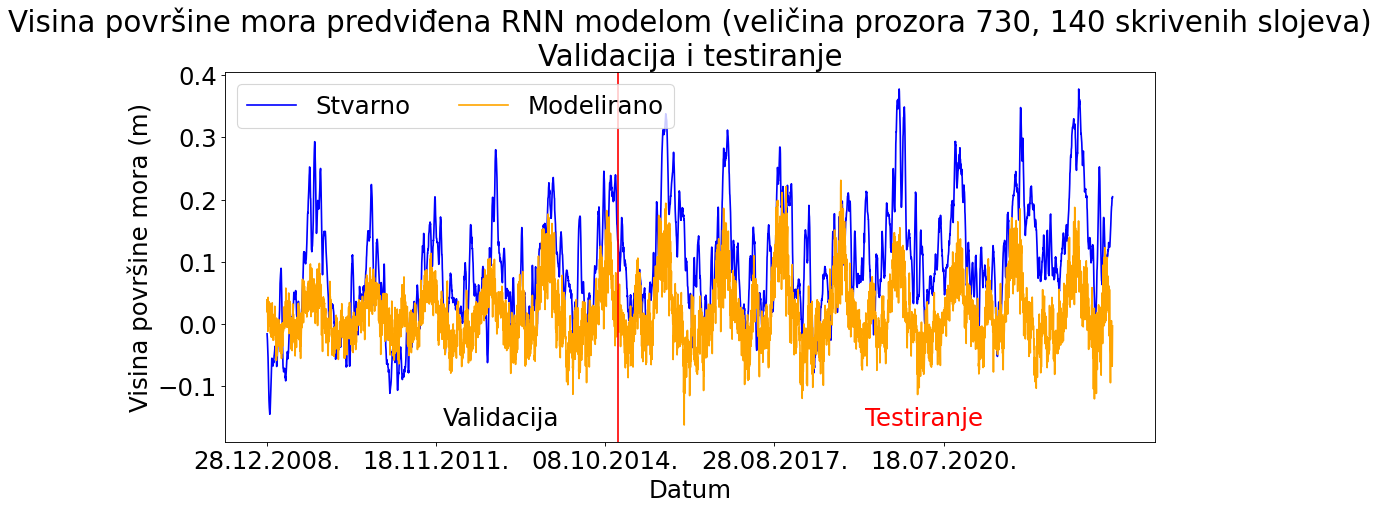 Visina površine mora predviđena RNN modelom (veličina prozora 730, 140 skrivenih slojeva)
Validacija i testiranje
Stvarno
Modelirano
Visina površine mora (m)
0.4
0.3
0.2
0.1
0.0
−0.1
Validacija
Testiranje
28.12.2008.
18.11.2011.
08.10.2014.
28.08.2017.
18.07.2020.
Datum